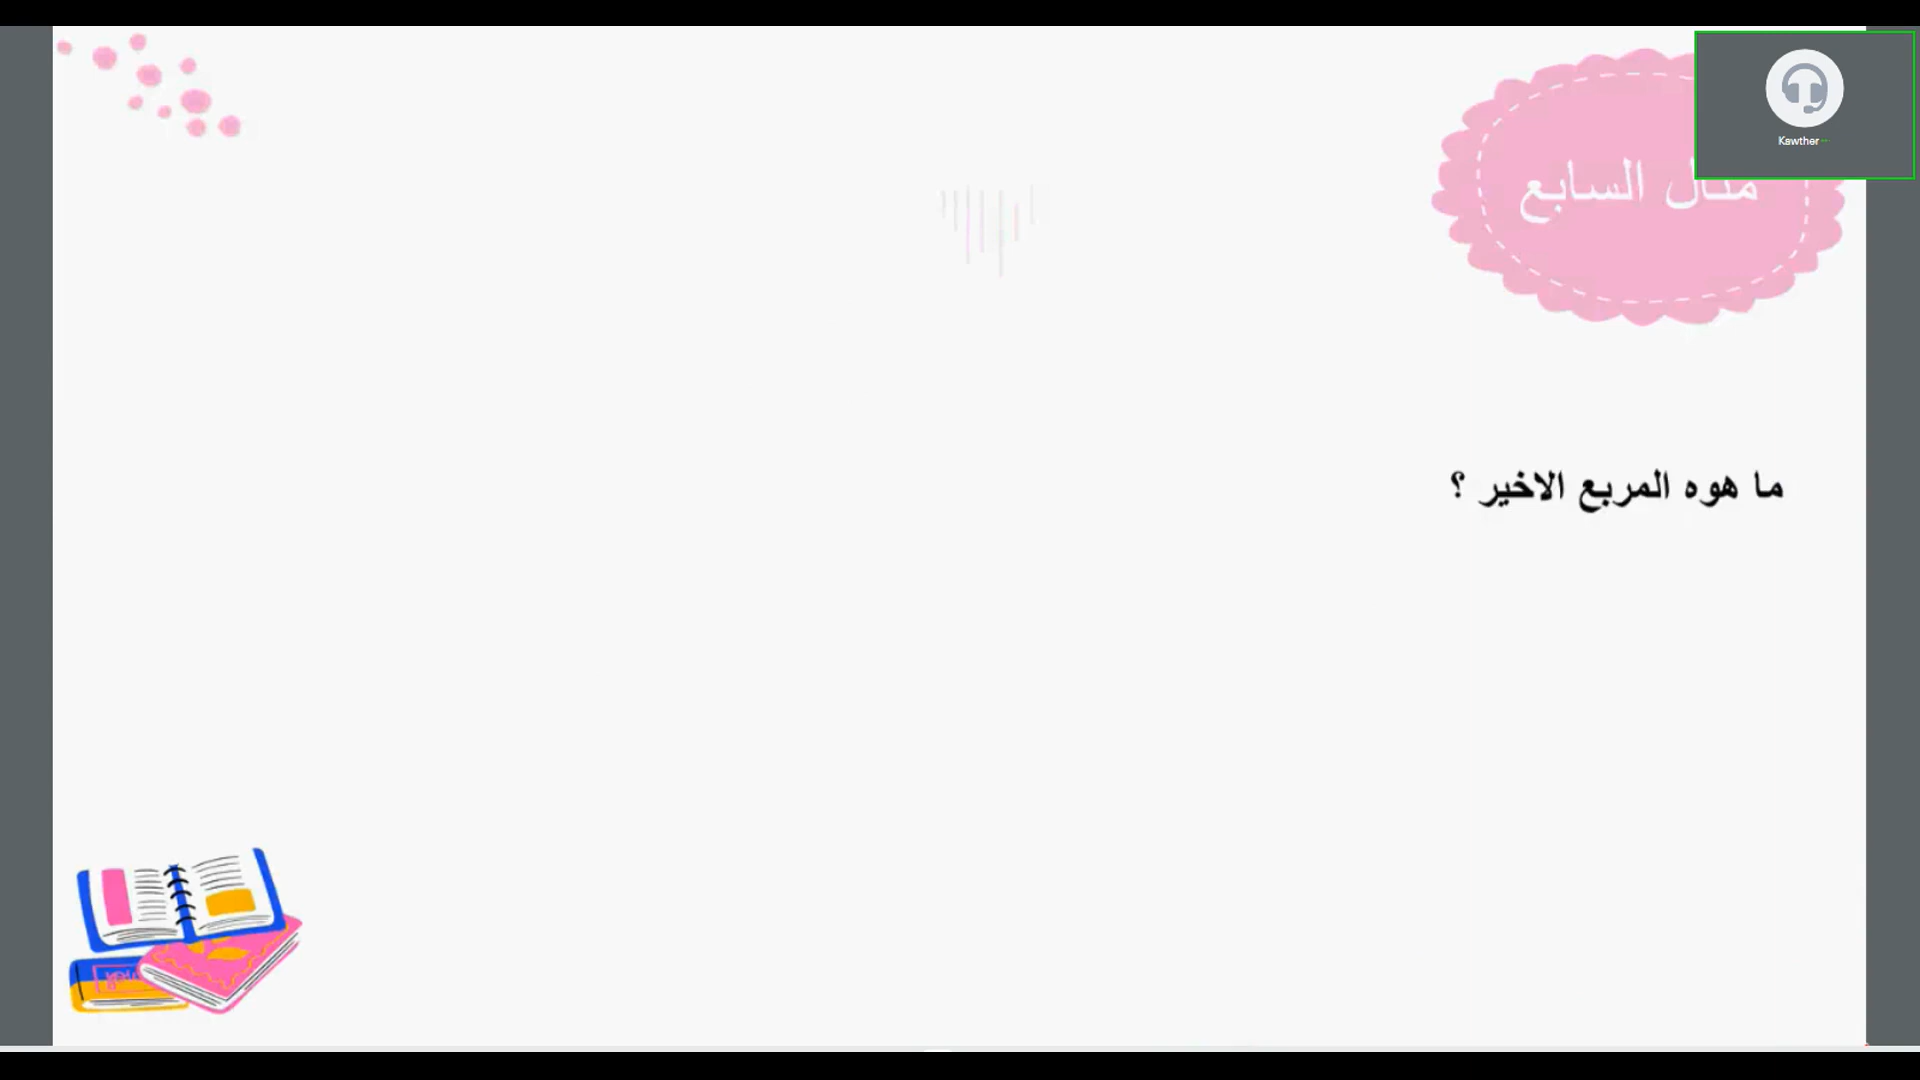 Kawther
مثال السابع
ما هوه المربع الاخير ؟